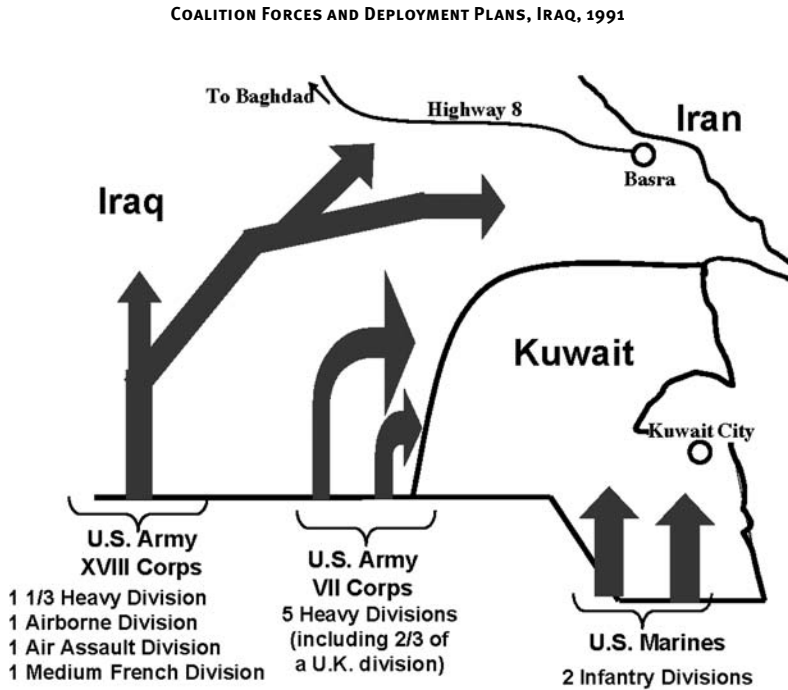 COALITION FORCES AND DEPLOYMENT PLANS, IRAQ, 1991
To Baghdad
Highway 8
Iran
Basra
Iraq
Kuwait
Kuwait City
U.S. Army
XVIII Corps
1 1/3 Heavy Division
1 Airborne Division
1 Air Assault Division
1 Medium French Division
U.S. Army
VII Corps
5 Heavy Divisions
(including 2/3 of
a U.K. division)
U.S. Marines
2 Infantry Divisions